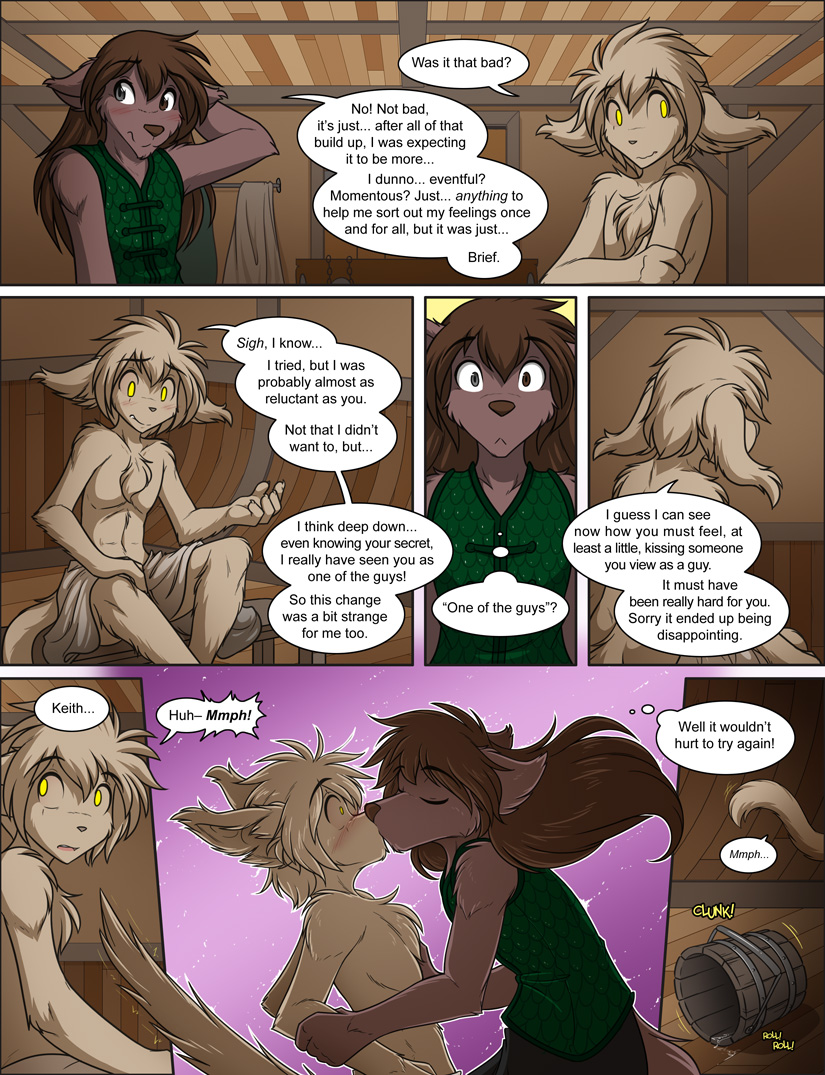 Was it that bad?
No! Not bad,
it's just... after all of that
build up, I was expecting
it to be more...
I dunno... eventful?
Momentous? Just... anything to
help me sort out my feelings once
and for all, but it was just...
Brief.
Sigh, I know...
I tried, but I was
probably almost as
reluctant as you.
Not that I didn't
want to, but...
I think deep down...
even knowing your secret,
I really have seen you as
one of the guys!
So this change
was a bit strange
for me too.
“One of the guys”?
I guess I can see
now how you must feel, at
least a little, kissing someone
you view as a guy.
It must have
been really hard for you.
Sorry it ended up being
disappointing.
Keith...
Huh– Mmph!
Well it wouldn't
hurt to try again!
Mmph...
CLUNK!
ROLL!
ROLL!